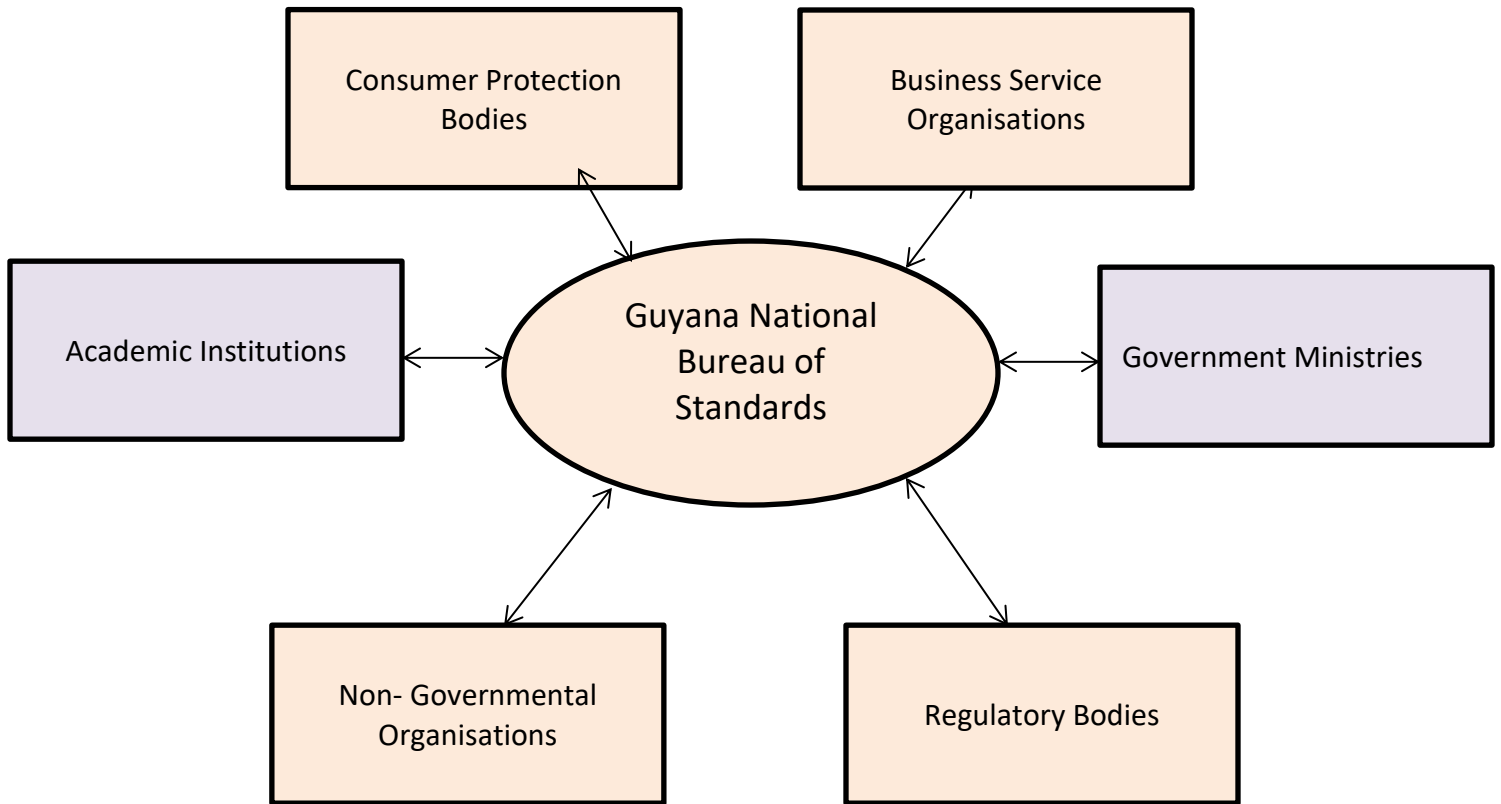 Consumer Protection
Bodies
Business Service
Organisations
Academic Institutions
Guyana National
Bureau of
Standards
Government Ministries
Non- Governmental
Organisations
Regulatory Bodies